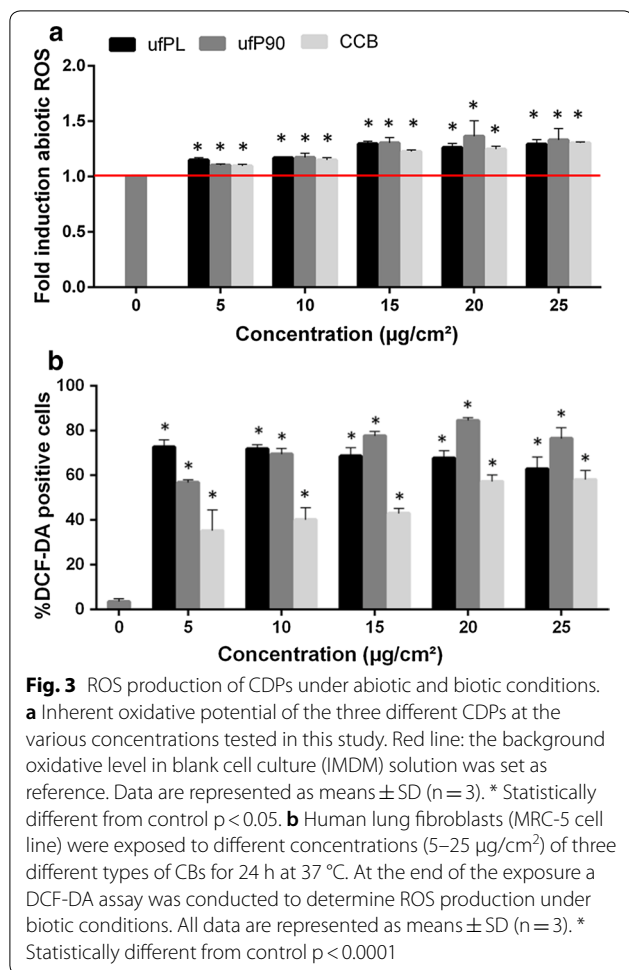 a
ufPL ufP90 CCB
Fold induction abiotic ROS
2.0
1.5
1.0
0.5
0.0
* * * * * * * * * * * * * * *
0 5 10 15 20 25
Concentration (µg/cm²)
b
%DCF-DA positive cells
100
80
60
40
20
0
* * * * * * * * * * * * * * *
0 5 10 15 20 25
Concentration (µg/cm²)
Fig. 3 ROS production of CDPs under abiotic and biotic conditions.
a Inherent oxidative potential of the three different CDPs at the
various concentrations tested in this study. Red line: the background
oxidative level in blank cell culture (IMDM) solution was set as
reference. Data are represented as means ± SD (n = 3). * Statistically
different from control p < 0.05. b Human lung fibroblasts (MRC-5 cell
line) were exposed to different concentrations (5–25 µg/cm²) of three
different types of CBs for 24 h at 37 °C. At the end of the exposure a
DCF-DA assay was conducted to determine ROS production under
biotic conditions. All data are represented as means ± SD (n = 3). *
Statistically different from control p < 0.0001